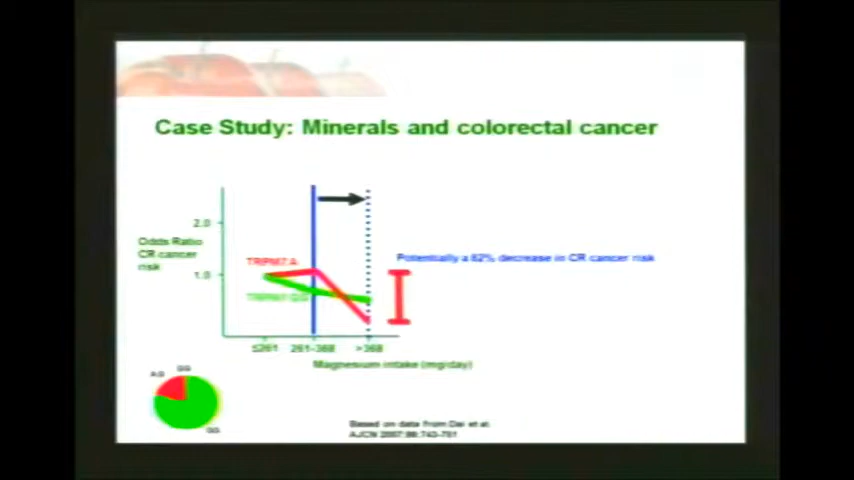 Case Study: Minerals and colorectal cancer
2.0
Odds Ratio
CR cancer
risk
1.0
TRPM7 A
Potentially a 62% decrease in CR cancer risk
≤261 261-368 >368
Magnesium intake (mg/day)
AG
GG
Based on data from Dai et al.
AJCN 2007;86:743-751